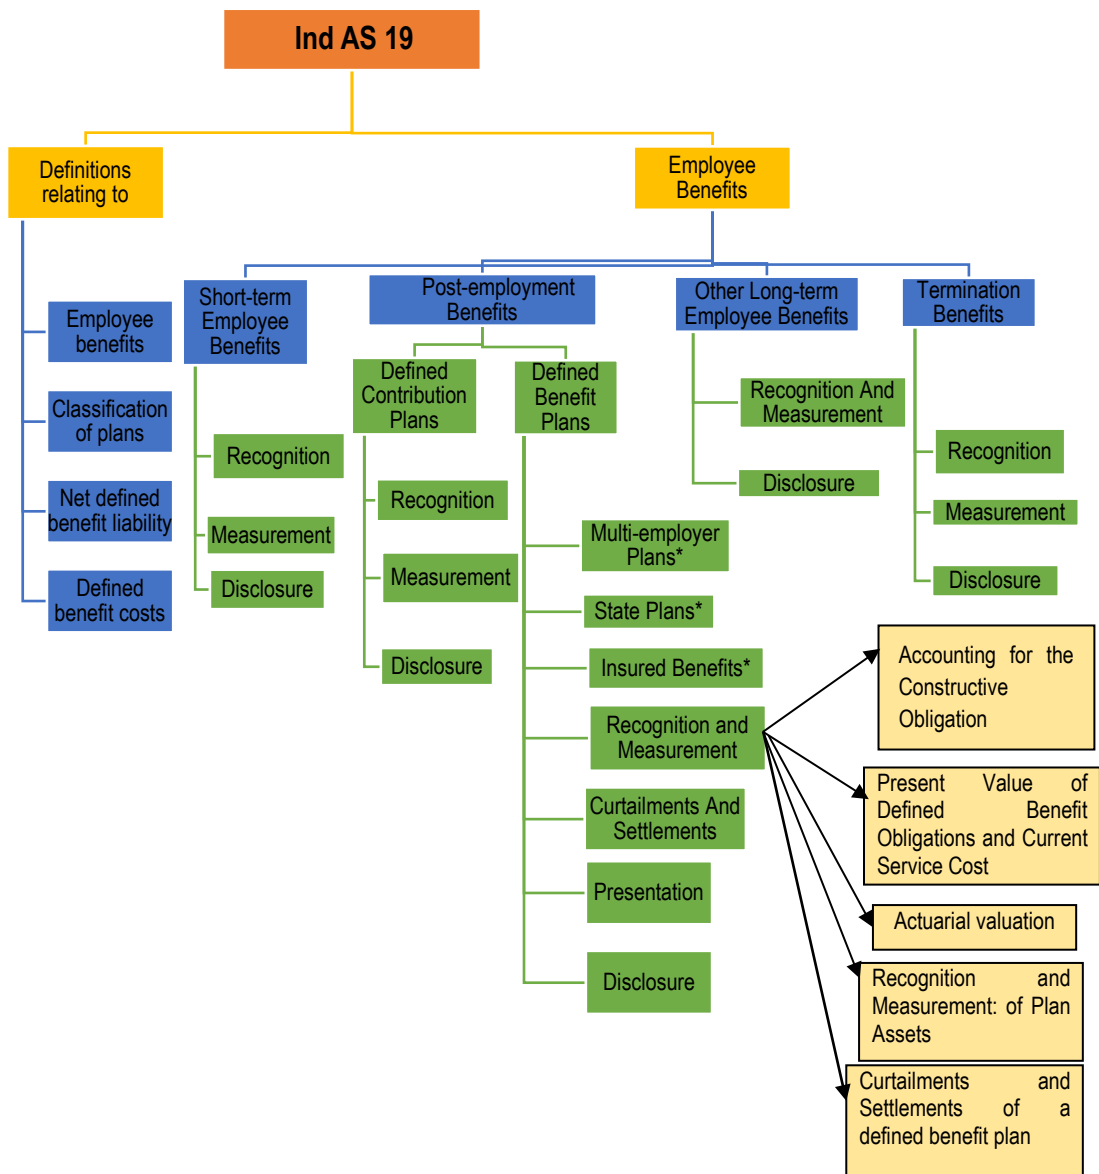 Ind AS 19
Definitions
relating to
Employee
Benefits
Employee
benefits
Classification
of plans
Net defined
benefit liability
Defined
benefit costs
Short-term
Employee
Benefits
Recognition
Measurement
Disclosure
Post-employment
Benefits
Defined
Contribution
Plans
Recognition
Measurement
Disclosure
Defined
Benefit
Plans
Multi-employer
Plans*
State Plans*
Insured Benefits*
Recognition and
Measurement
Curtailments And
Settlements
Presentation
Disclosure
Other Long-term
Employee Benefits
Recognition And
Measurement
Disclosure
Termination
Benefits
Recognition
Measurement
Disclosure
Accounting for the
Constructive
Obligation
Present Value of
Defined Benefit
Obligations and Current
Service Cost
Actuarial valuation
Recognition and
Measurement: of Plan
Assets
Curtailments and
Settlements of a
defined benefit plan